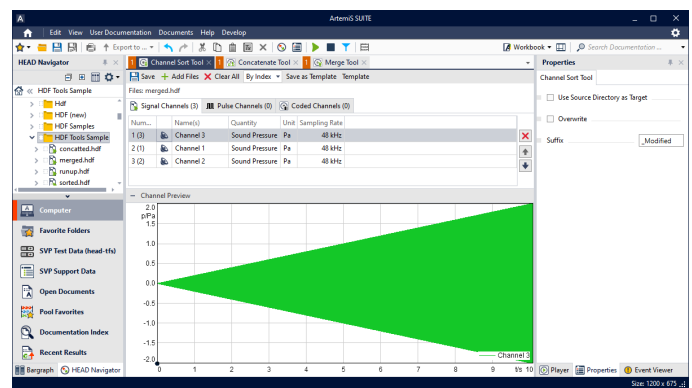 ArtemiS SUITE
Edit View User Documentation Documents Help Develop
Export to ... Workbook Search Documentation ...
HEAD Navigator
1 Channel Sort Tool 1 Concatenate Tool 1 Merge Tool
Properties
Save Add Files Clear All By Index Save as Template Template
Channel Sort Tool
HDF Tools Sample
Files: merged.hdf
Use Source Directory as Target
Hdf
HDF (new)
HDF Samples
HDF Tools Sample
concatted.hdf
merged.hdf
runup.hdf
sorted.hdf
Signal Channels (3) Pulse Channels (0) Coded Channels (0)
Overwrite
Suffix _Modified
Num... Name(s) Quantity Unit Sampling Rate
1 (3) Channel 3 Sound Pressure Pa 48 kHz
2 (1) Channel 1 Sound Pressure Pa 48 kHz
3 (2) Channel 2 Sound Pressure Pa 48 kHz
Channel Preview
Computer
Favorite Folders
SVP Test Data (head-tfs)
SVP Support Data
Open Documents
Pool Favorites
Documentation Index
Recent Results
2.0
p/Pa
1.5
1.0
0.5
0.0
-0.5
-1.0
-1.5
-2.0
Channel 3
0 1 2 3 4 5 6 7 8 9 t/s 10
Bargraph HEAD Navigator
Player Properties Event Viewer
Size: 1200 x 675